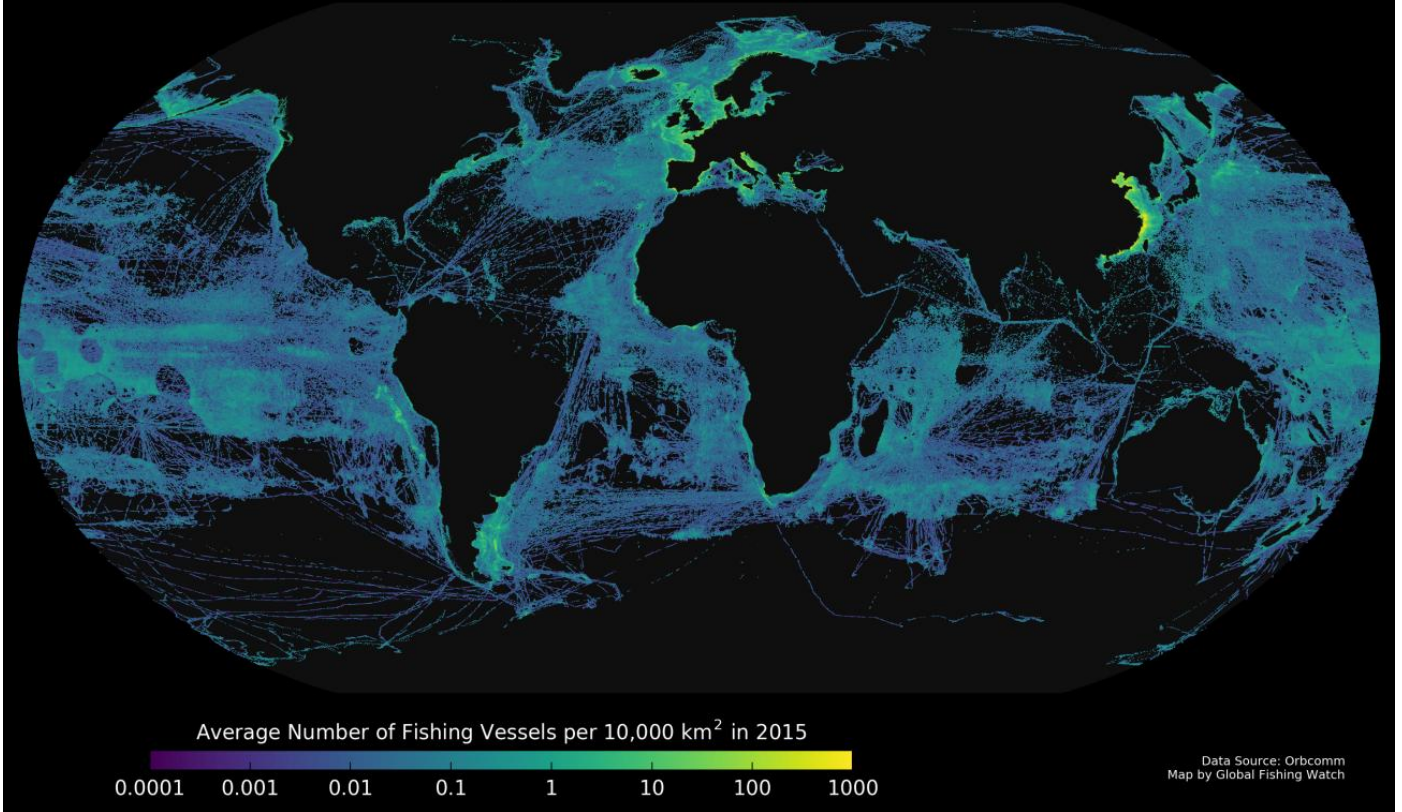 Average Number of Fishing Vessels per 10,000 km² in 2015
0.0001 0.001 0.01 0.1 1 10 100 1000
Data Source: Orbcomm
Map by Global Fishing Watch